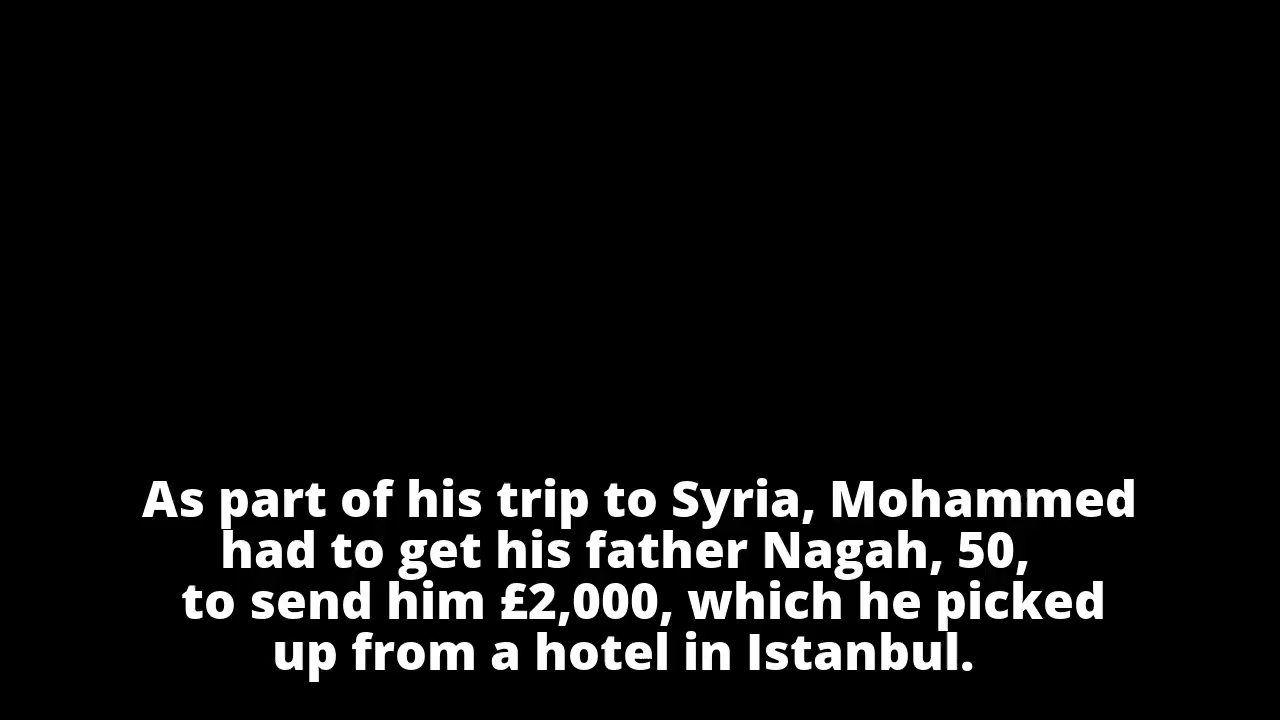 As part of his trip to Syria, Mohammed
had to get his father Nagah, 50,
to send him £2,000, which he picked
up from a hotel in Istanbul.